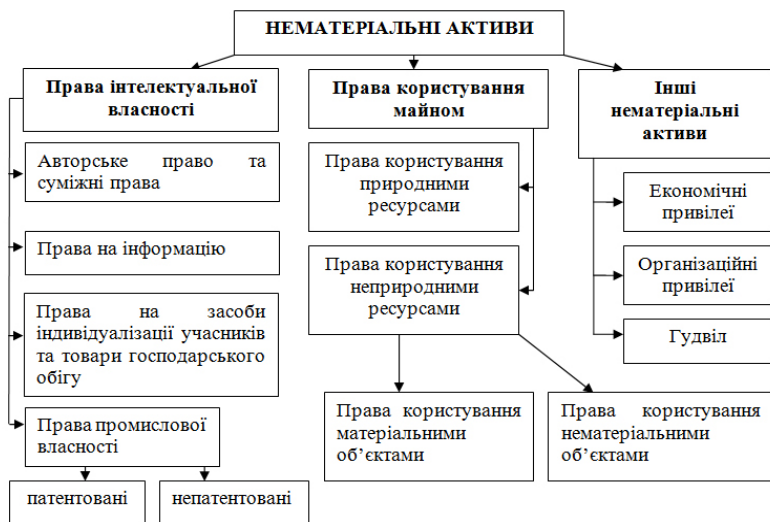 НЕМАТЕРІАЛЬНІ АКТИВИ
Права інтелектуальної
власності
Авторське право та
суміжні права
Права на інформацію
Права на засоби
індивідуалізації учасників
та товари господарського
обігу
Права промислової
власності
патентовані
непатентовані
Права користування
майном
Права користування
природними
ресурсами
Права користування
неприродними
ресурсами
Права користування
матеріальними
об’єктами
Права користування
нематеріальними
об’єктами
Інші
нематеріальні
активи
Економічні
привілеї
Організаційні
привілеї
Гудвіл